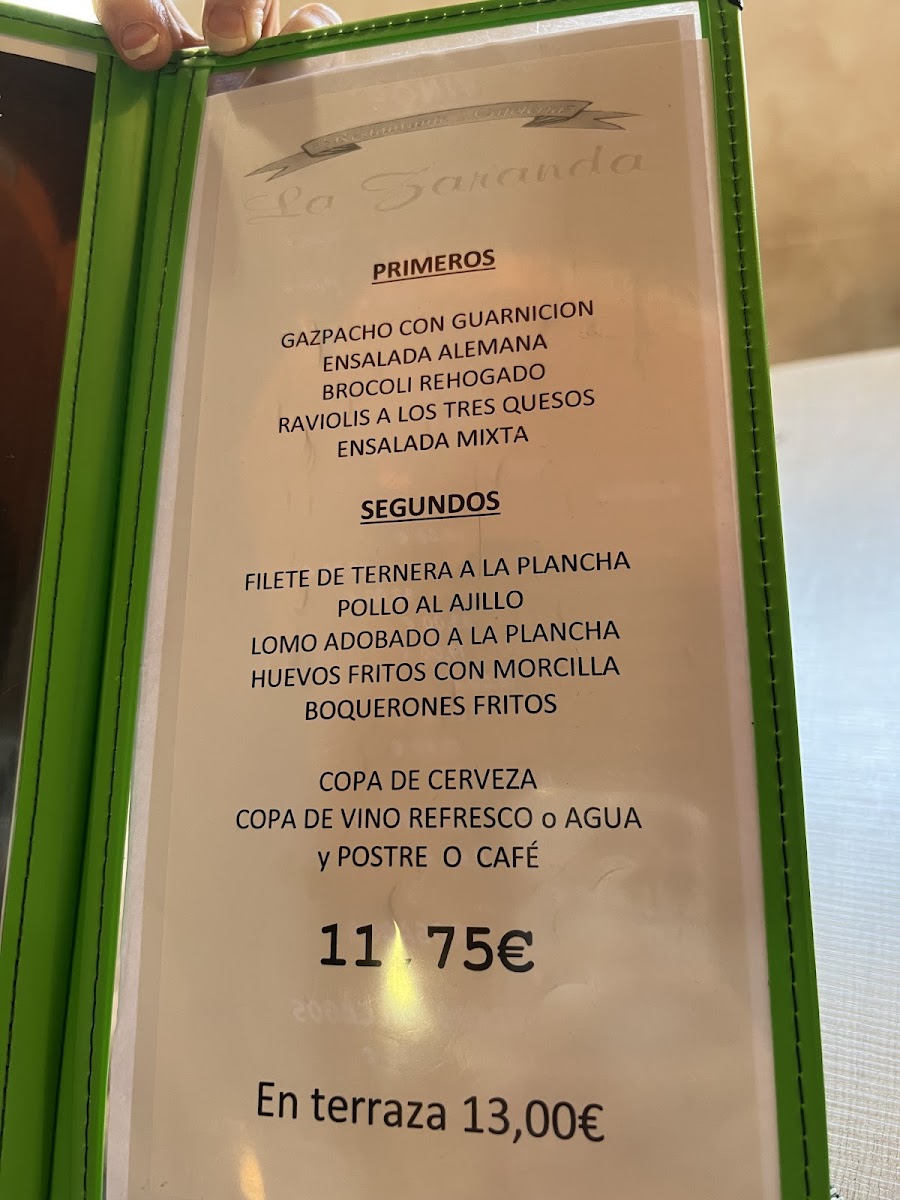 Restaurante - Cafetería
La Zaranda
PRIMEROS
GAZPACHO CON GUARNICION
ENSALADA ALEMANA
BROCOLI REHOGADO
RAVIOLIS A LOS TRES QUESOS
ENSALADA MIXTA
SEGUNDOS
FILETE DE TERNERA A LA PLANCHA
POLLO AL AJILLO
LOMO ADOBADO A LA PLANCHA
HUEVOS FRITOS CON MORCILLA
BOQUERONES FRITOS
COPA DE CERVEZA
COPA DE VINO REFRESCO o AGUA
y POSTRE O CAFÉ
11.75€
En terraza 13,00€